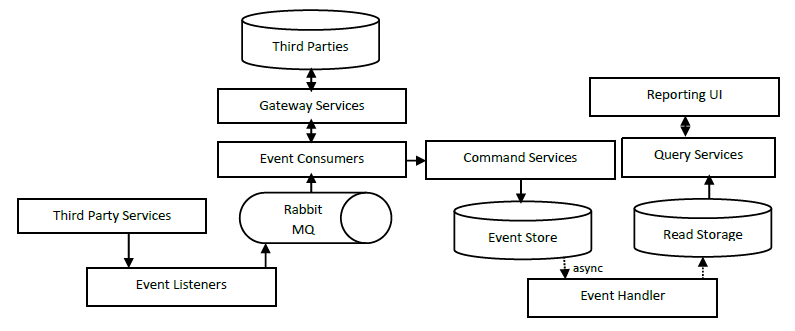 Third Parties
Gateway Services
Reporting UI
Event Consumers
Command Services
Query Services
Third Party Services
Rabbit
MQ
Event Store
Read Storage
async
Event Listeners
Event Handler